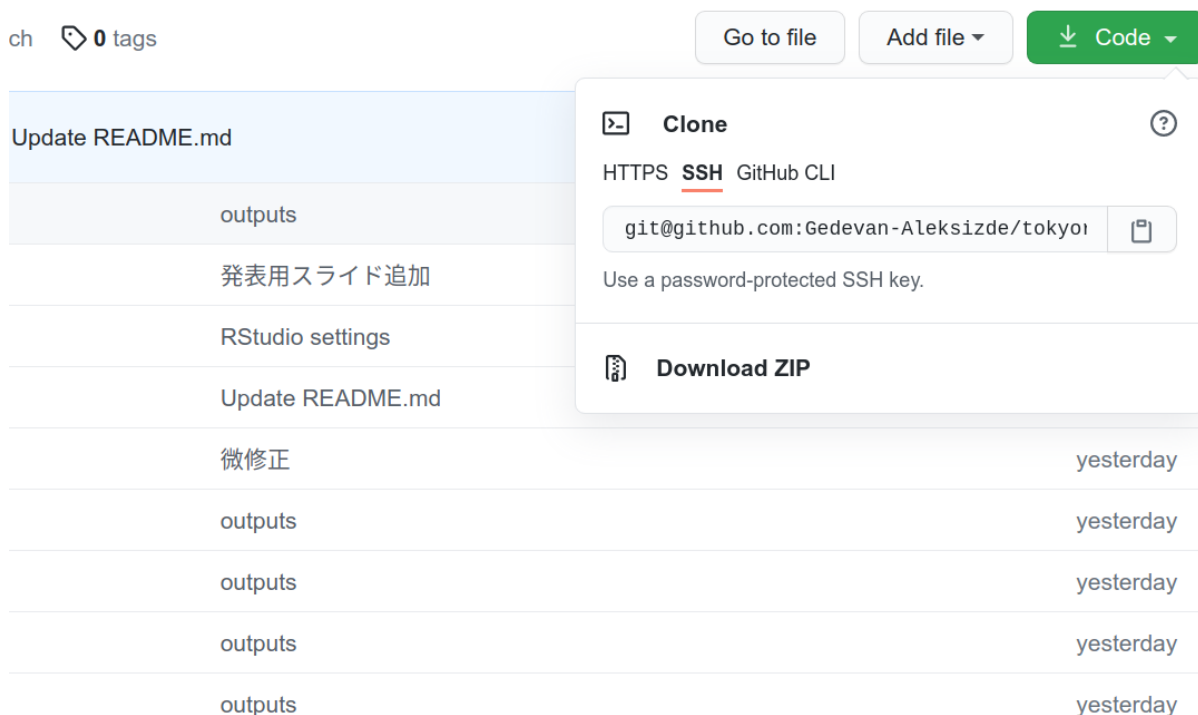 ch 0 tags Go to file Add file Code
Update README.md
Clone
HTTPS SSH GitHub CLI
git@github.com:Gedevan-Aleksizde/tokyor
Use a password-protected SSH key.
Download ZIP
outputs
発表用スライド追加
RStudio settings
Update README.md
微修正 yesterday
outputs yesterday
outputs yesterday
outputs yesterday
outputs yesterday